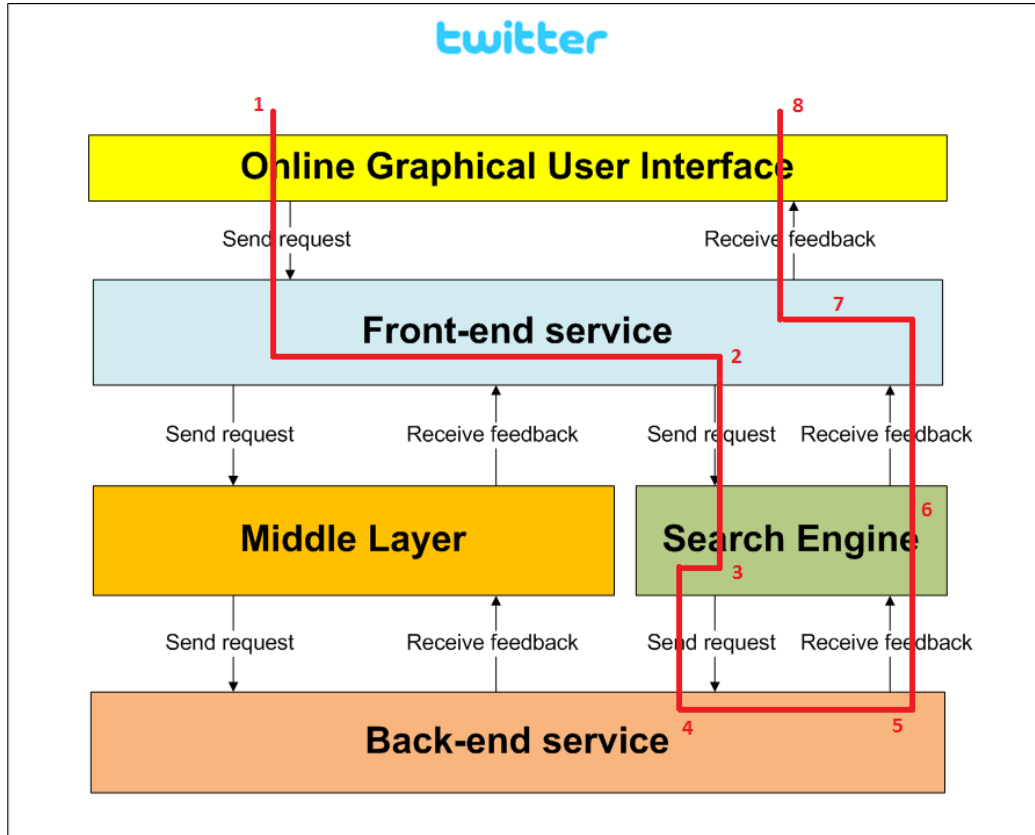 twitter
1
8
Online Graphical User Interface
Send request
Receive feedback
7
Front-end service
2
Send request
Receive feedback
Send request
Receive feedback
6
Middle Layer
Search Engine
3
Send request
Receive feedback
Send request
Receive feedback
4
5
Back-end service